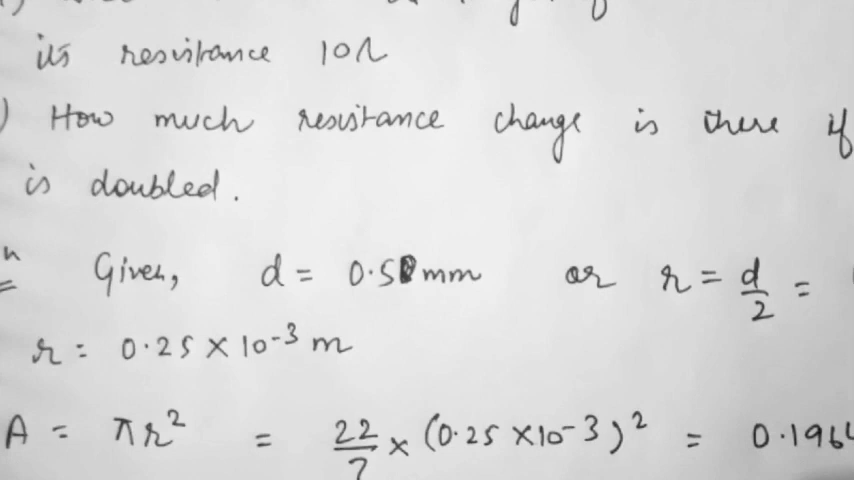 its resistance 10Ω
) How much resistance change is there if
is doubled.
n Given, d = 0.5 mm or r = d/2 =
r = 0.25 × 10⁻³ m
A = πr² = 22/7 × (0.25 ×10⁻3)² = 0.1964